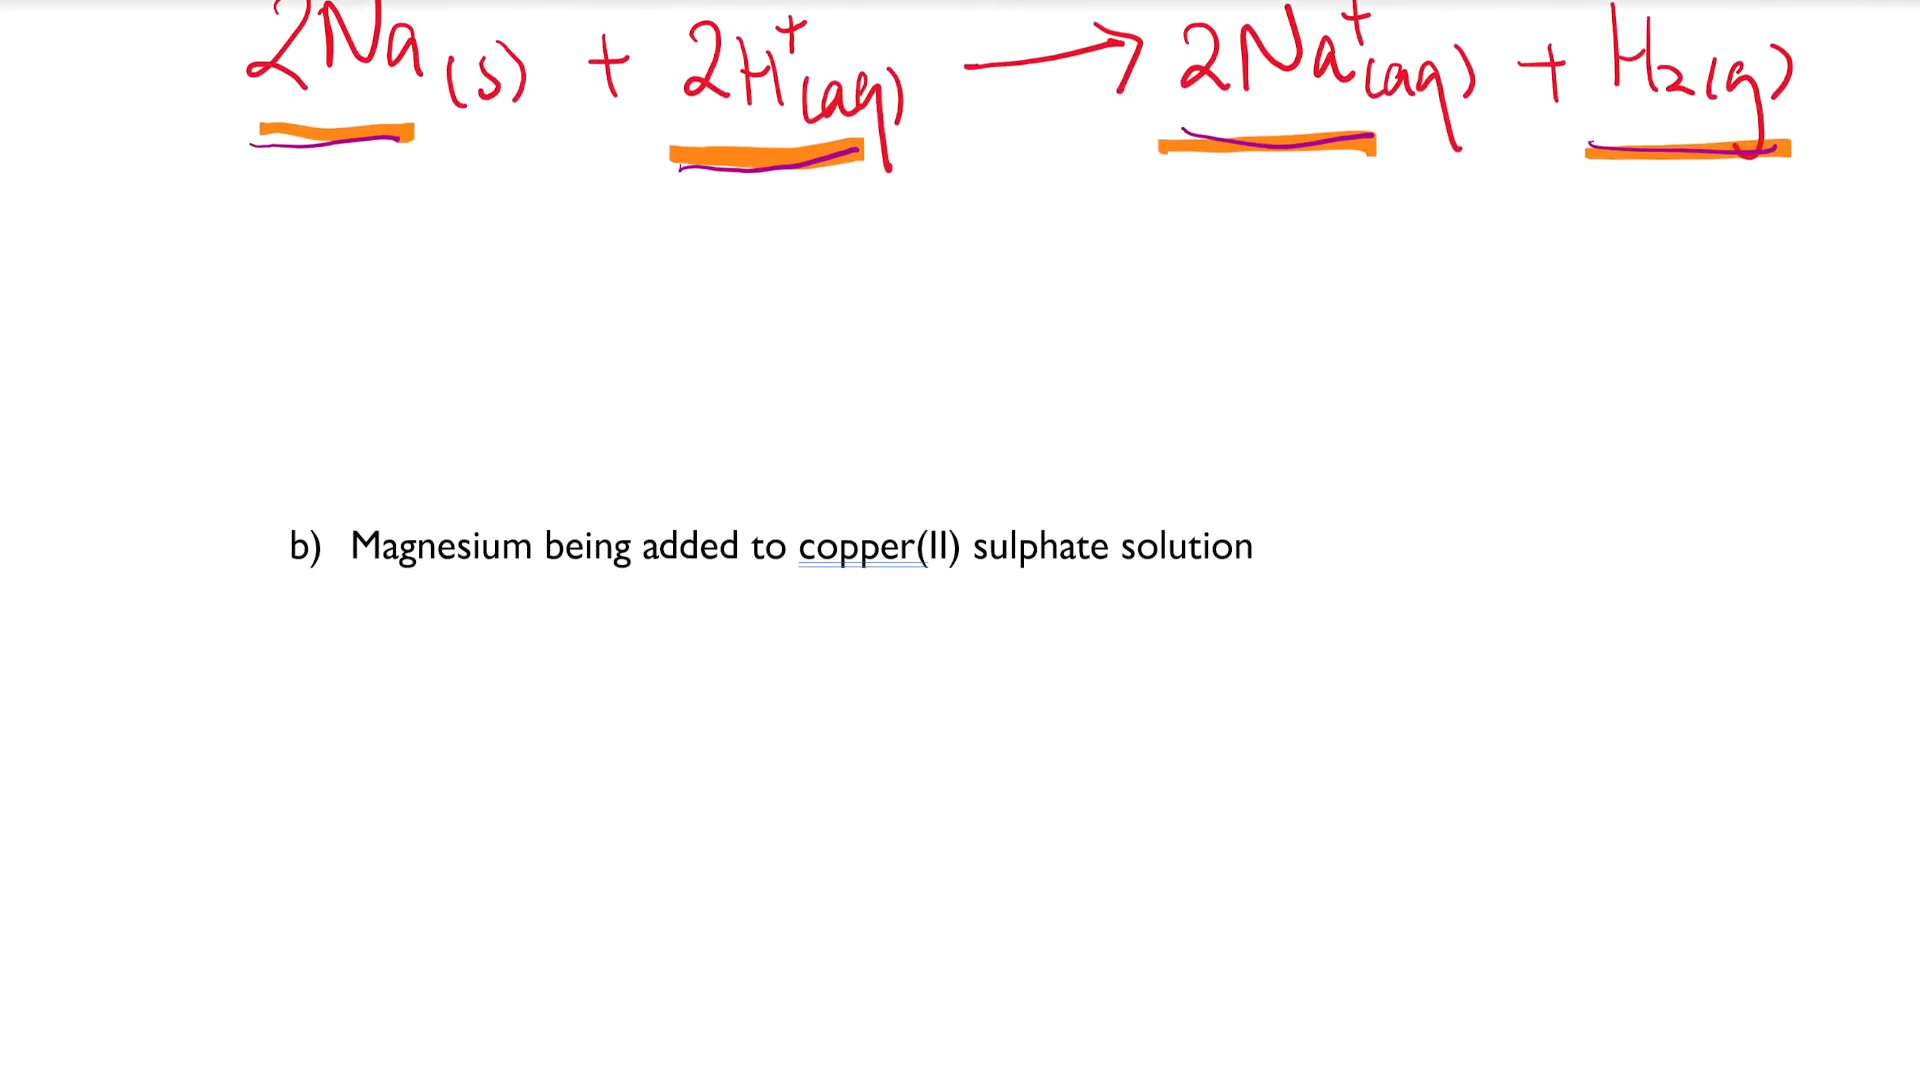 2Na(s) + 2H⁺(aq) → 2Na⁺(aq) + H₂(g)
b) Magnesium being added to copper(II) sulphate solution